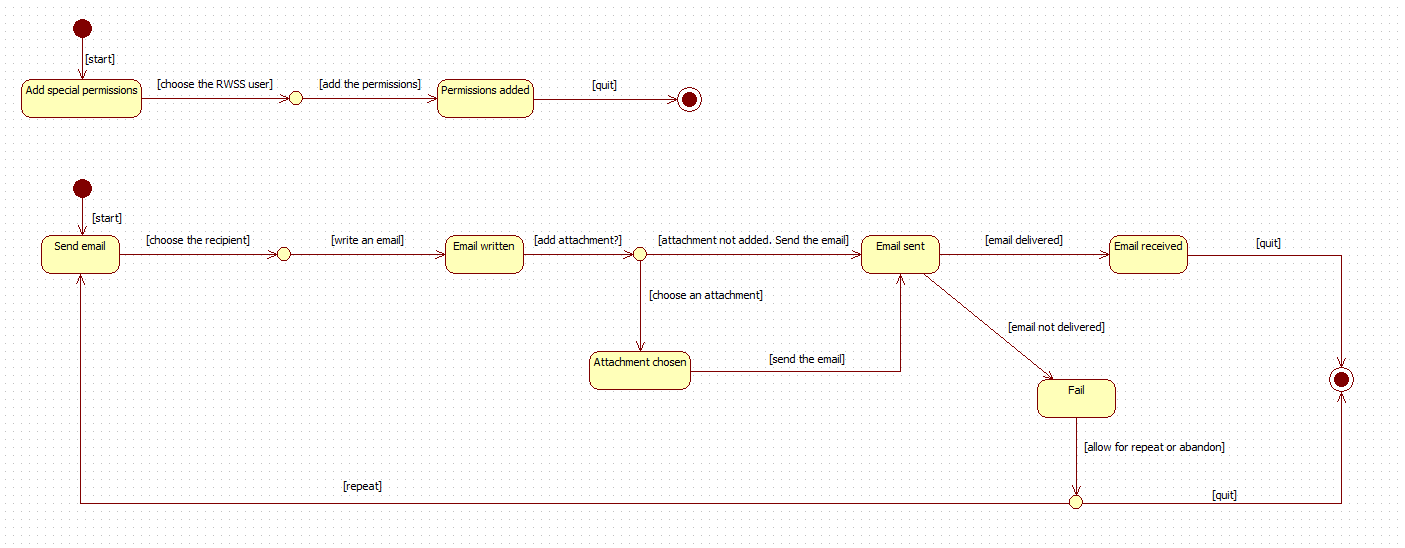 [start]
Add special permissions
[choose the RWSS user]
[add the permissions]
Permissions added
[quit]
[start]
Send email
[choose the recipient]
[write an email]
Email written
[add attachment?]
[attachment not added. Send the email]
Email sent
[email delivered]
Email received
[quit]
[choose an attachment]
Attachment chosen
[send the email]
[email not delivered]
Fail
[allow for repeat or abandon]
[repeat]
[quit]